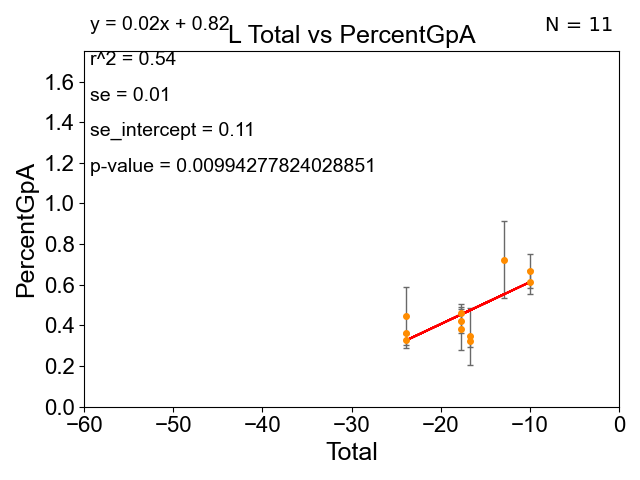 y = 0.02x + 0.82
L Total vs PercentGpA
N = 11
r^2 = 0.54
se = 0.01
se_intercept = 0.11
p-value = 0.00994277824028851
PercentGpA
1.6
1.4
1.2
1.0
0.8
0.6
0.4
0.2
0.0
−60
−50
−40
−30
−20
−10
0
Total